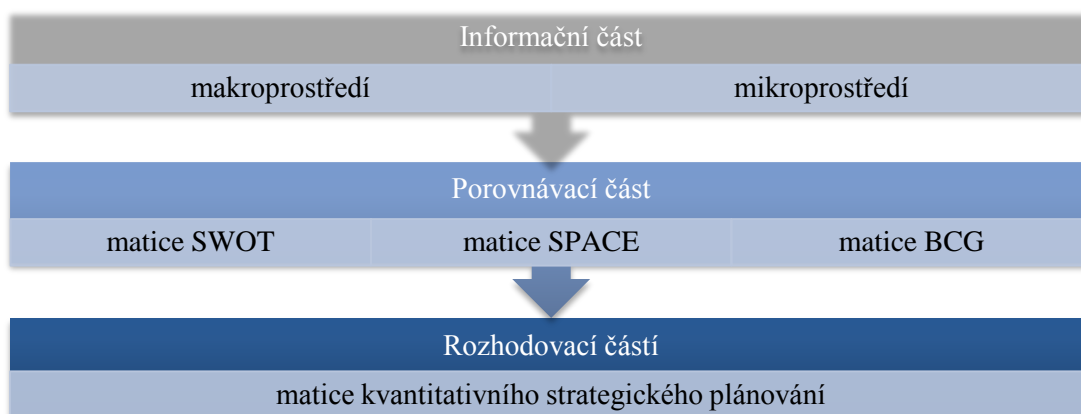 Informační část
makroprostředí mikroprostředí
Porovnávací část
matice SWOT matice SPACE matice BCG
Rozhodovací částí
matice kvantitativního strategického plánování